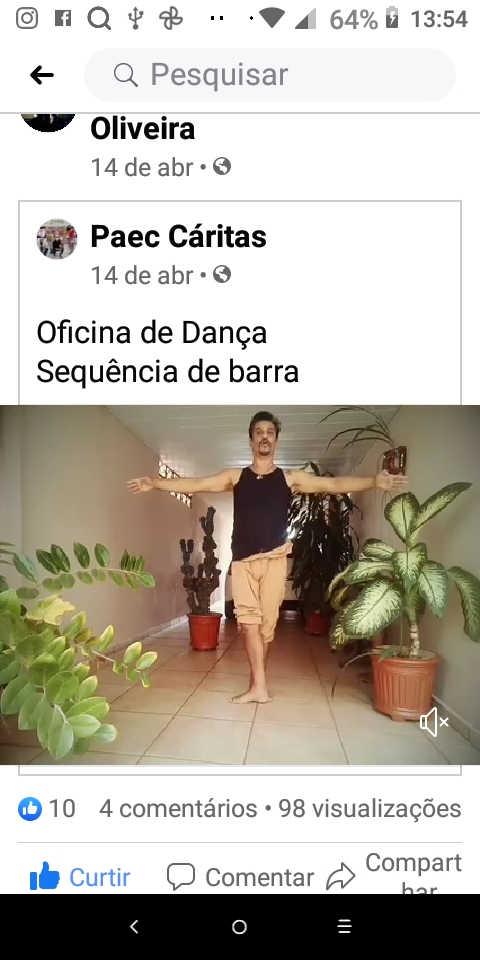 64% 13:54
Pesquisar
Oliveira
14 de abr •
Paec Cáritas
14 de abr •
Oficina de Dança
Sequência de barra
10 4 comentários • 98 visualizações
Curtir Comentar Compart
har